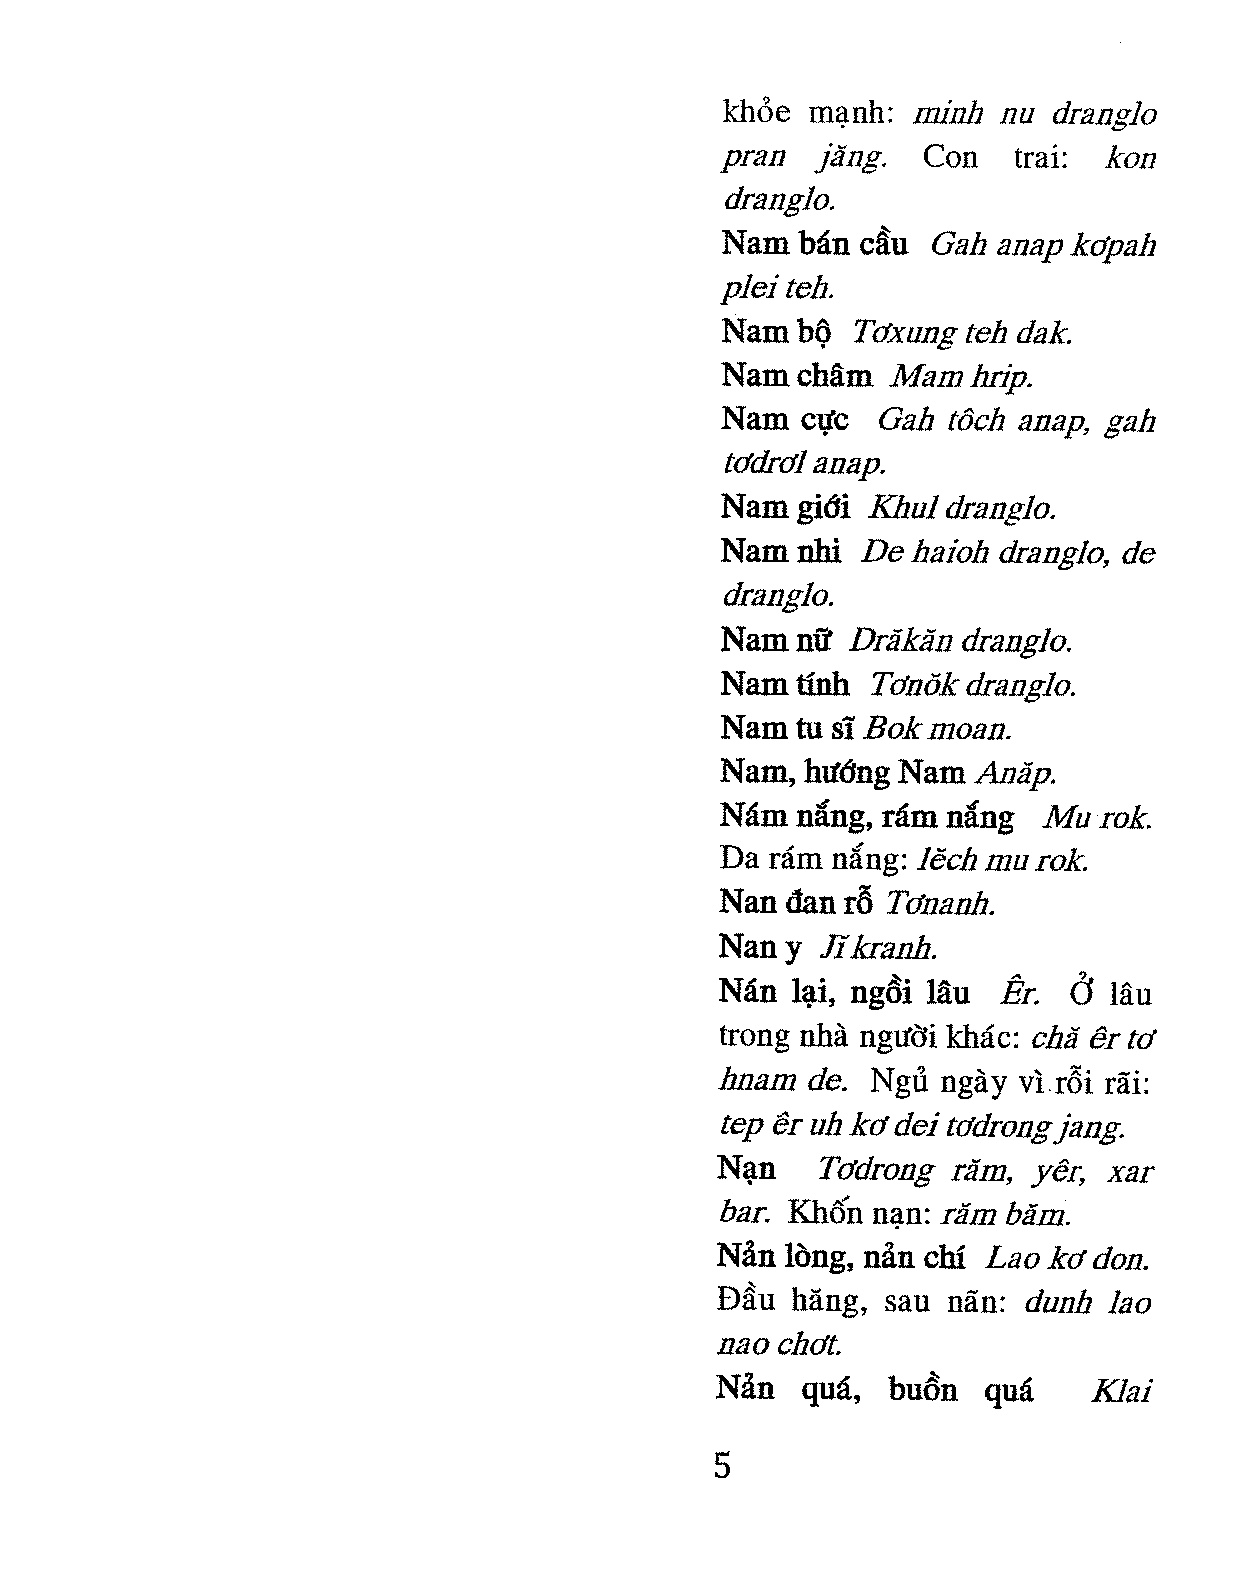 khỏe mạnh: minh nu dranglo
pran jăng. Con trai: kon
dranglo.
Nam bán cầu Gah anap kơpah
plei teh.
Nam bộ Tơxung teh dak.
Nam châm Mam hrip.
Nam cực Gah tôch anap, gah
tơdrơl anap.
Nam giới Khul dranglo.
Nam nhi De haioh dranglo, de
dranglo.
Nam nữ Drăkăn dranglo.
Nam tính Tơnŏk dranglo.
Nam tu sĩ Bok moan.
Nam, hướng Nam Anăp.
Nám nắng, rám nắng Mu rok.
Da rám nắng: lĕch mu rok.
Nan đan rỗ Tơnanh.
Nan y Jĭ kranh.
Nán lại, ngồi lâu Êr. Ở lâu
trong nhà người khác: chă êr tơ
hnam de. Ngủ ngày vì rỗi rãi:
tep êr uh kơ dei tơdrong jang.
Nạn Tơdrong răm, yêr, xar
bar. Khốn nạn: răm băm.
Nản lòng, nản chí Lao kơ don.
Đầu hăng, sau nãn: dunh lao
nao chơt.
Nản quá, buồn quá Klai
5